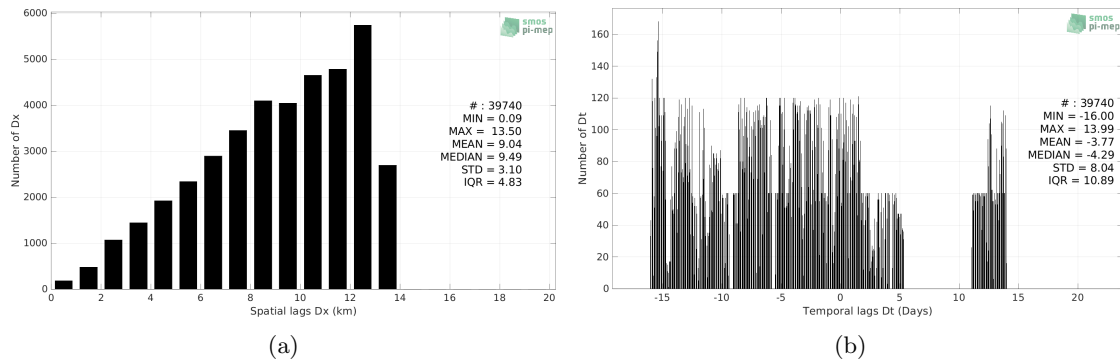 6000
5000
4000
3000
2000
1000
0
Number of Dx
0 2 4 6 8 10 12 14 16 18 20
Spatial lags Dx (km)
smos
pi-mep
# : 39740
MIN = 0.09
MAX = 13.50
MEAN = 9.04
MEDIAN = 9.49
STD = 3.10
IQR = 4.83
(a)
160
140
120
100
80
60
40
20
0
Number of Dt
-15 -10 -5 0 5 10 15 20
Temporal lags Dt (Days)
smos
pi-mep
# : 39740
MIN = -16.00
MAX = 13.99
MEAN = -3.77
MEDIAN = -4.29
STD = 8.04
IQR = 10.89
(b)